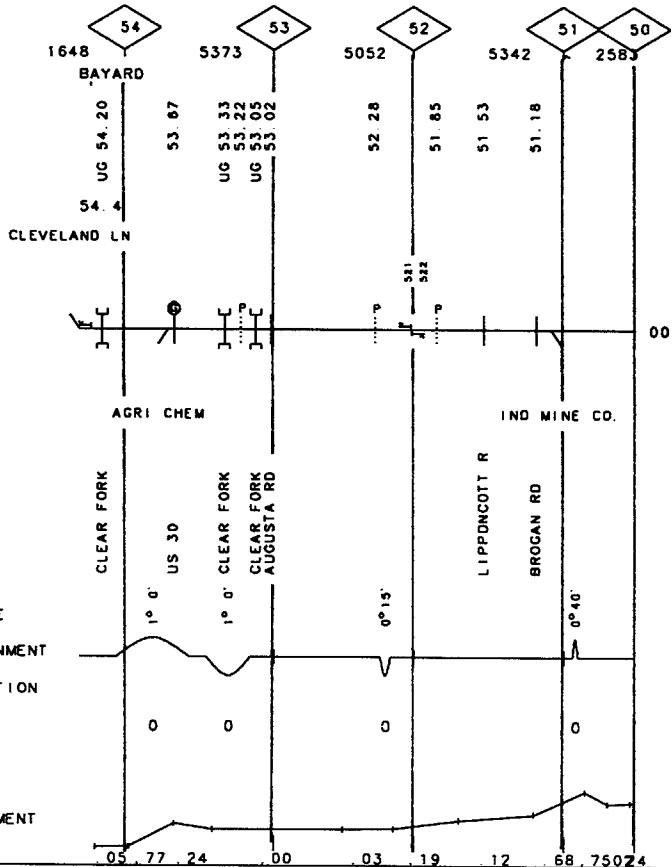 54 53 52 51 50
1648 5373 5052 5342 2583
BAYARD
UG 54.20
53.87
UG 53.33
53.22
UG 53.05
53.02
52.28
51.85
51 53
51.18
54.4
CLEVELAND LN
521
522
G P P P
00
AGRI CHEM IND MINE CO.
CLEAR FORK
US 30
CLEAR FORK
CLEAR FORK
AUGUSTA RD
LIPPONCOTT R
BROGAN RD
E
1° 0' 1° 0' 0° 15' 0° 40'
NMENT
TION
0 0 0 0
MENT
.05 .77 .24 .00 .03 .19 .12 .68 .75024